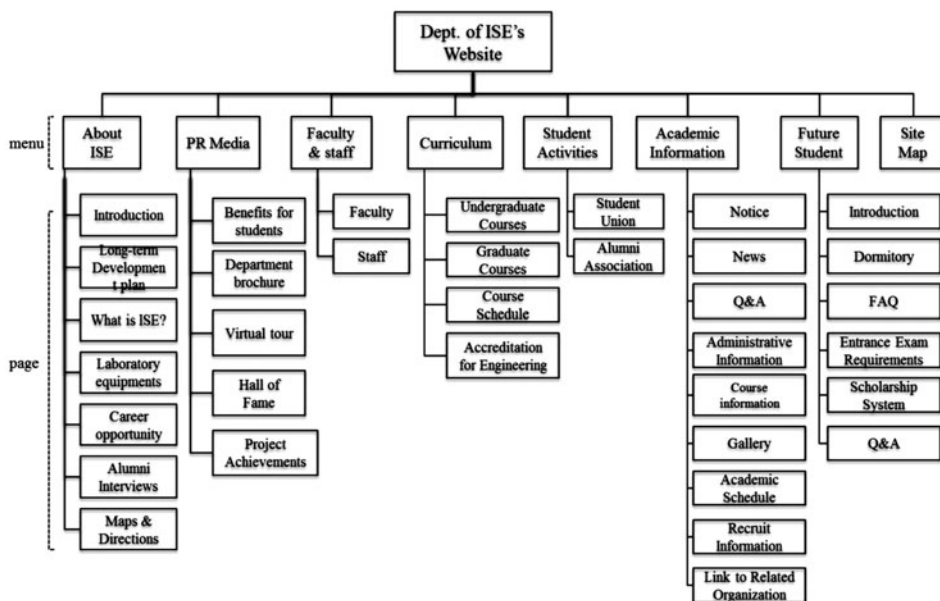 Dept. of ISE's
Website
menu
About
ISE
PR Media
Faculty
& staff
Curriculum
Student
Activities
Academic
Information
Future
Student
Site
Map
page
Introduction
Long-term
Developmen
t plan
What is ISE?
Laboratory
equipments
Career
opportunity
Alumni
Interviews
Maps &
Directions
Benefits for
students
Department
brochure
Virtual tour
Hall of
Fame
Project
Achievements
Faculty
Staff
Undergraduate
Courses
Graduate
Courses
Course
Schedule
Accreditation
for Engineering
Student
Union
Alumni
Association
Notice
News
Q&A
Administrative
Information
Course
information
Gallery
Academic
Schedule
Recruit
Information
Link to Related
Organization
Introduction
Dormitory
FAQ
Entrance Exam
Requirements
Scholarship
System
Q&A